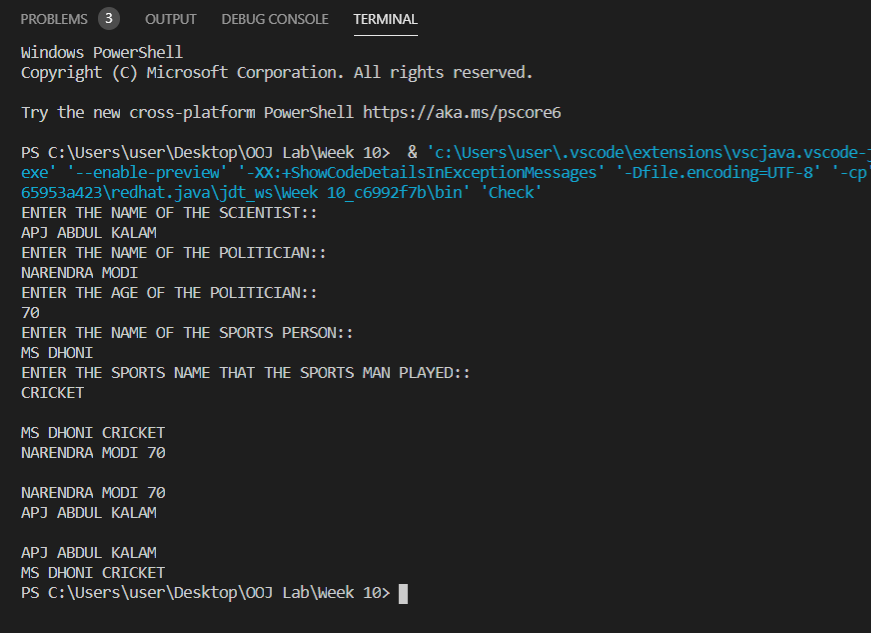 PROBLEMS 3 OUTPUT DEBUG CONSOLE TERMINAL
Windows PowerShell
Copyright (C) Microsoft Corporation. All rights reserved.
Try the new cross-platform PowerShell https://aka.ms/pscore6
PS C:\Users\user\Desktop\OOJ Lab\Week 10>  & 'c:\Users\user\.vscode\extensions\vscjava.vscode-j
exe' '--enable-preview' '-XX:+ShowCodeDetailsInExceptionMessages' '-Dfile.encoding=UTF-8' '-cp'
65953a423\redhat.java\jdt_ws\Week 10_c6992f7b\bin' 'Check'
ENTER THE NAME OF THE SCIENTIST::
APJ ABDUL KALAM
ENTER THE NAME OF THE POLITICIAN::
NARENDRA MODI
ENTER THE AGE OF THE POLITICIAN::
70
ENTER THE NAME OF THE SPORTS PERSON::
MS DHONI
ENTER THE SPORTS NAME THAT THE SPORTS MAN PLAYED::
CRICKET
MS DHONI CRICKET
NARENDRA MODI 70
NARENDRA MODI 70
APJ ABDUL KALAM
APJ ABDUL KALAM
MS DHONI CRICKET
PS C:\Users\user\Desktop\OOJ Lab\Week 10>